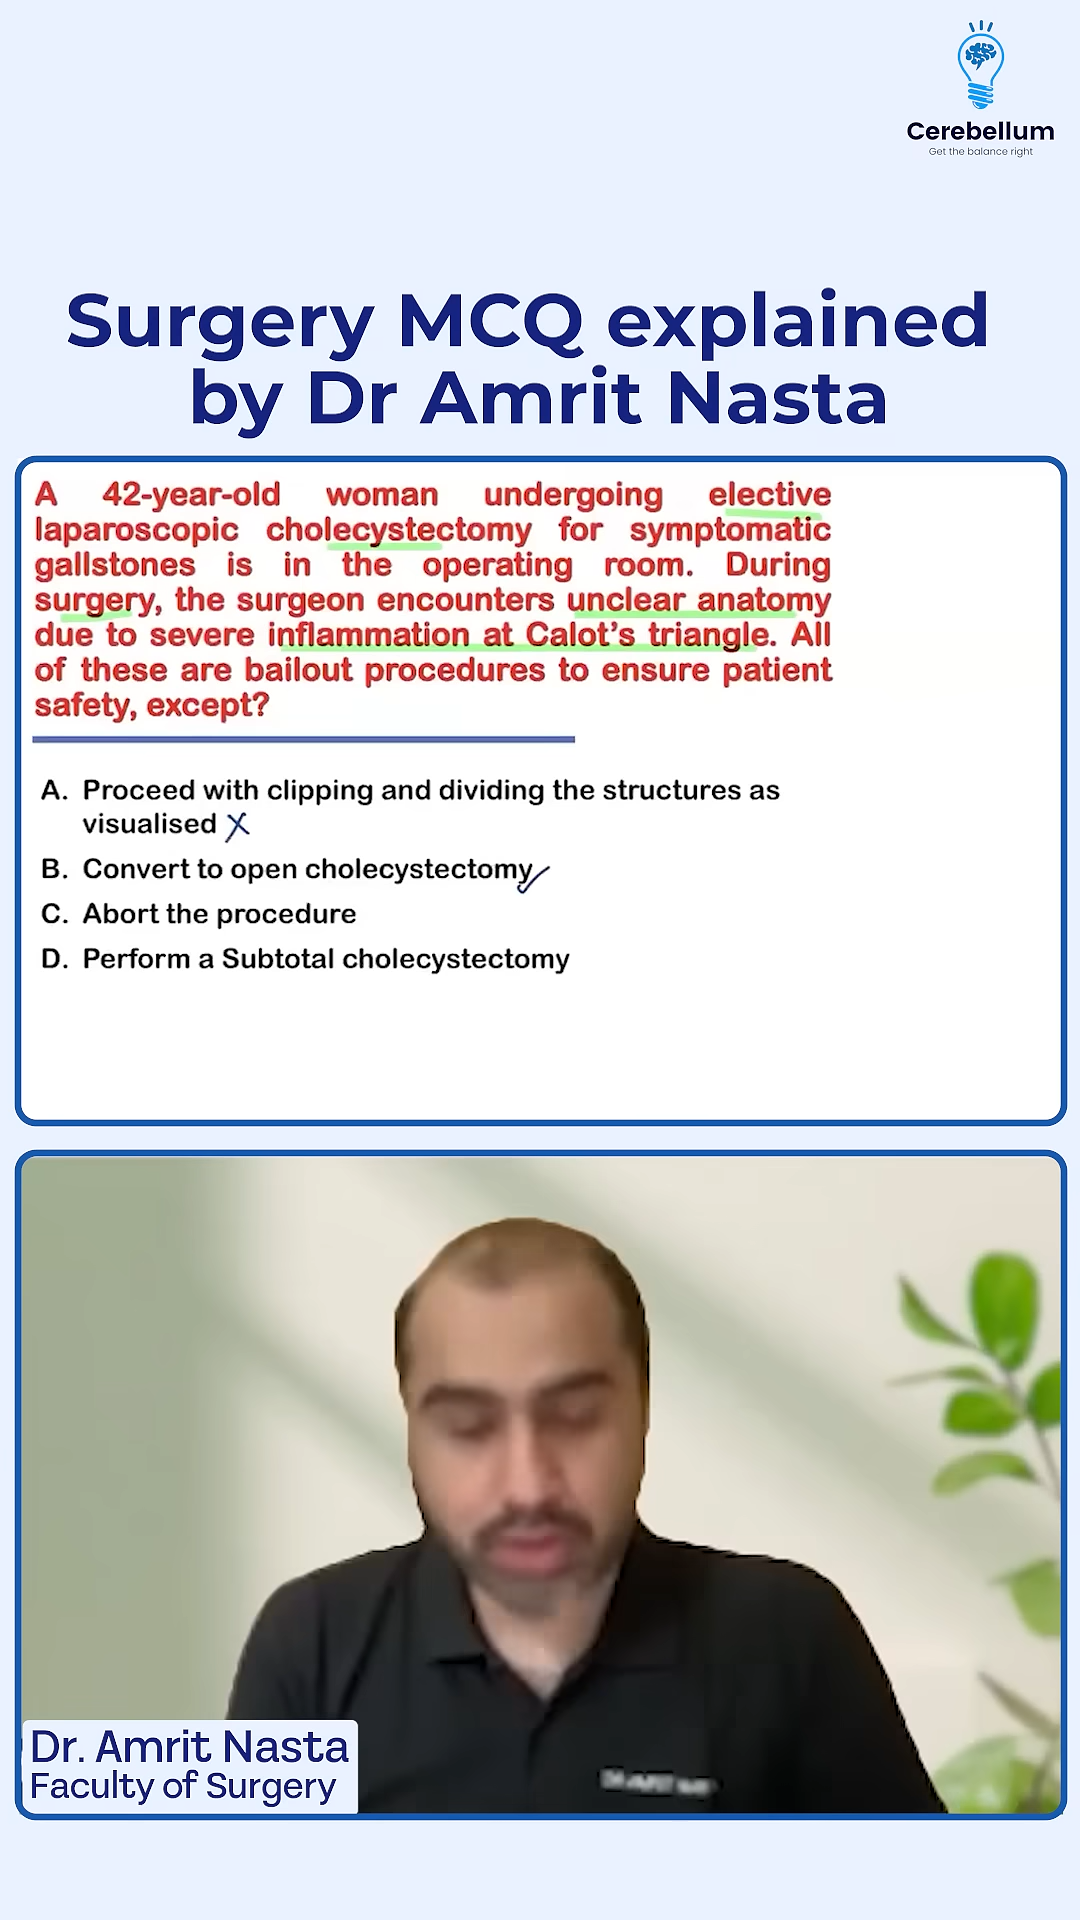 Cerebellum
Get the balance right
Surgery MCQ explained
by Dr Amrit Nasta
A 42-year-old woman undergoing elective
laparoscopic cholecystectomy for symptomatic
gallstones is in the operating room. During
surgery, the surgeon encounters unclear anatomy
due to severe inflammation at Calot's triangle. All
of these are bailout procedures to ensure patient
safety, except?
A. Proceed with clipping and dividing the structures as
visualised
B. Convert to open cholecystectomy
C. Abort the procedure
D. Perform a Subtotal cholecystectomy
Dr. Amrit Nasta
Faculty of Surgery